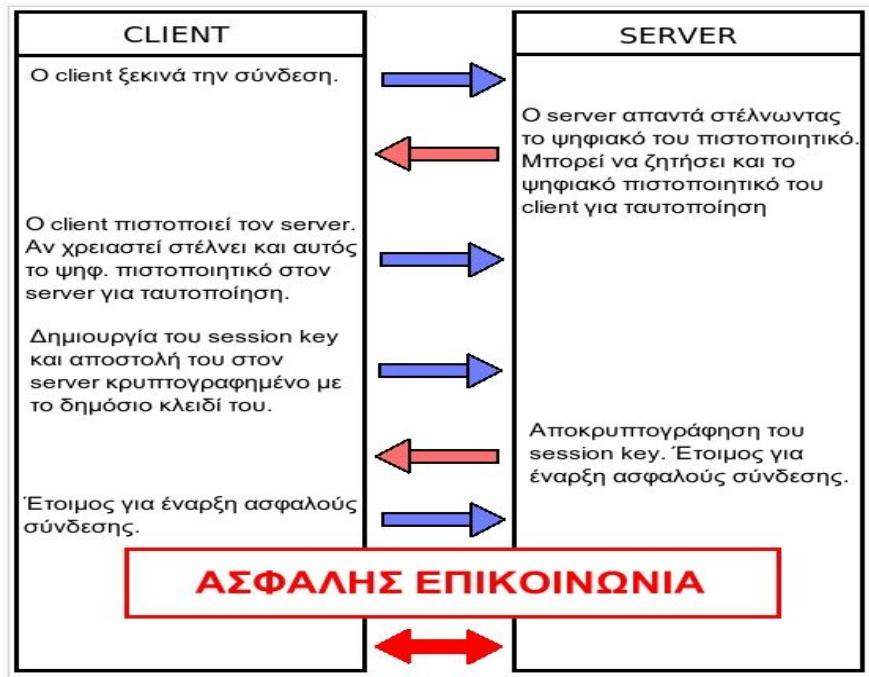 CLIENT
SERVER
Ο client ξεκινά την σύνδεση.
Ο server απαντά στέλνωντας
το ψηφιακό του πιστοποιητικό.
Μπορεί να ζητήσει και το
ψηφιακό πιστοποιητικό του
client για ταυτοποίηση
Ο client πιστοποιεί τον server.
Αν χρειαστεί στέλνει και αυτός
το ψηφ. πιστοποιητικό στον
server για ταυτοποίηση.
Δημιουργία του session key
και αποστολή του στον
server κρυπτογραφημένο με
το δημόσιο κλειδί του.
Αποκρυπτογράφηση του
session key. Έτοιμος για
έναρξη ασφαλούς σύνδεσης.
Έτοιμος για έναρξη ασφαλούς
σύνδεσης.
ΑΣΦΑΛΗΣ ΕΠΙΚΟΙΝΩΝΙΑ